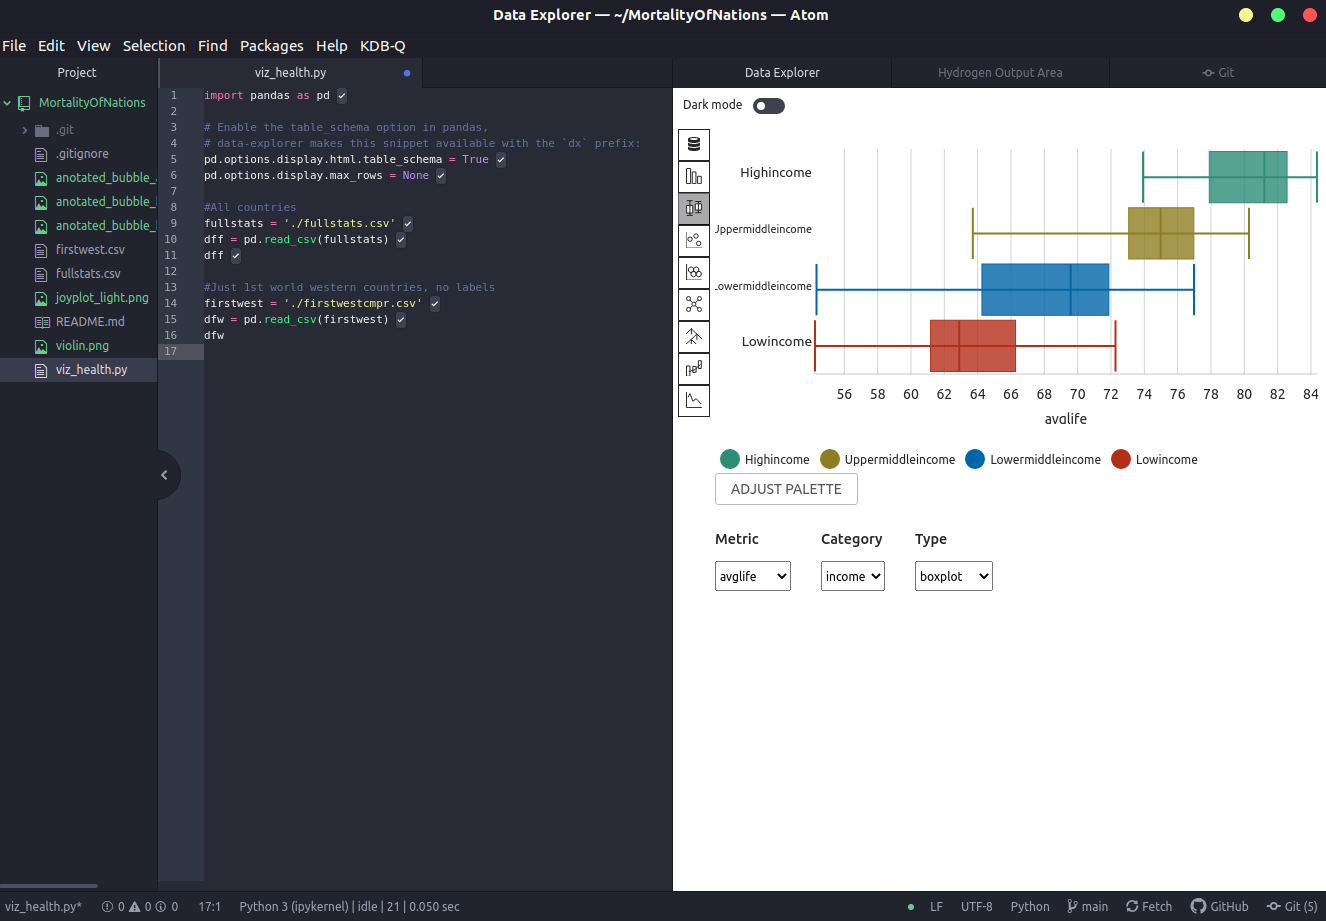 Data Explorer — ~/MortalityOfNations — Atom
File Edit View Selection Find Packages Help KDB-Q
Project
MortalityOfNations
.git
.gitignore
anotated_bubble_
anotated_bubble_
anotated_bubble_
firstwest.csv
fullstats.csv
joyplot_light.png
README.md
violin.png
viz_health.py
viz_health.py
1 import pandas as pd
2
3 # Enable the table_schema option in pandas,
4 # data-explorer makes this snippet available with the `dx` prefix:
5 pd.options.display.html.table_schema = True
6 pd.options.display.max_rows = None
7
8 #All countries
9 fullstats = './fullstats.csv'
10 dff = pd.read_csv(fullstats)
11 dff
12
13 #Just 1st world western countries, no labels
14 firstwest = './firstwestcmpr.csv'
15 dfw = pd.read_csv(firstwest)
16 dfw
17
Data Explorer Hydrogen Output Area Git
Dark mode
Highincome
Uppermiddleincome
Lowermiddleincome
Lowincome
56 58 60 62 64 66 68 70 72 74 76 78 80 82 84
avglife
Highincome Uppermiddleincome Lowermiddleincome Lowincome
ADJUST PALETTE
Metric Category Type
avglife income boxplot
viz_health.py* 0 0 0 17:1 Python 3 (ipykernel) | idle | 21 | 0.050 sec LF UTF-8 Python main Fetch GitHub Git (5)